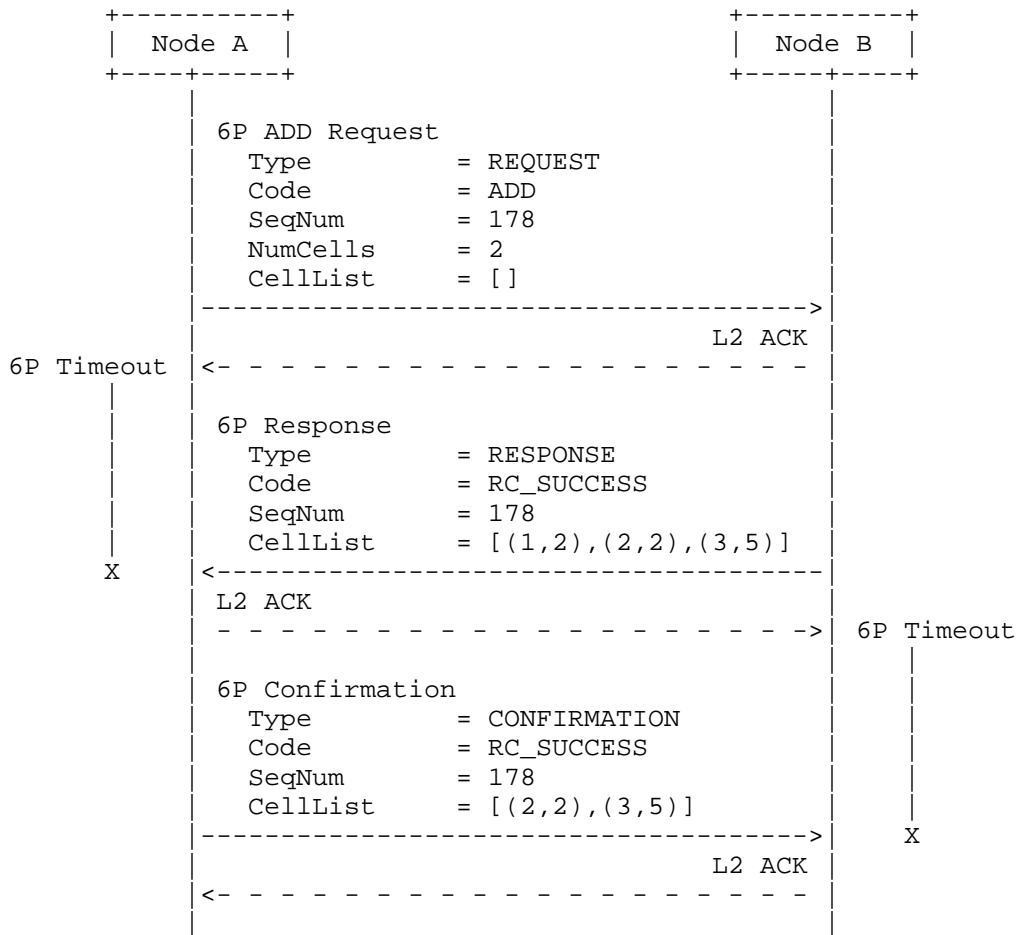 Node A Node B
6P ADD Request
Type = REQUEST
Code = ADD
SeqNum = 178
NumCells = 2
CellList = []
L2 ACK
6P Timeout
6P Response
Type = RESPONSE
Code = RC_SUCCESS
SeqNum = 178
CellList = [(1,2),(2,2),(3,5)]
X
L2 ACK
6P Timeout
6P Confirmation
Type = CONFIRMATION
Code = RC_SUCCESS
SeqNum = 178
CellList = [(2,2),(3,5)]
X
L2 ACK